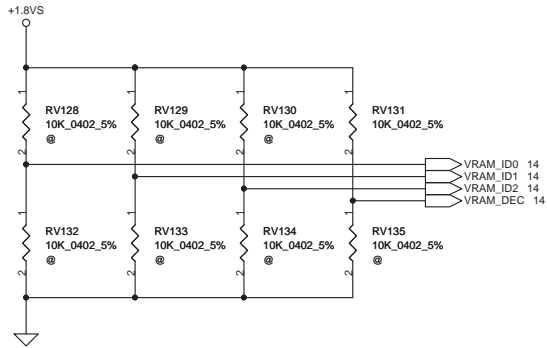 +1.8VS
1 1 1 1
RV128 RV129 RV130 RV131
10K_0402_5% 10K_0402_5% 10K_0402_5% 10K_0402_5%
@ @ @
2 2 2 2
VRAM_ID0 14
VRAM_ID1 14
VRAM_ID2 14
VRAM_DEC 14
1 1 1 1
RV132 RV133 RV134 RV135
10K_0402_5% 10K_0402_5% 10K_0402_5% 10K_0402_5%
@ @ @ @
2 2 2 2